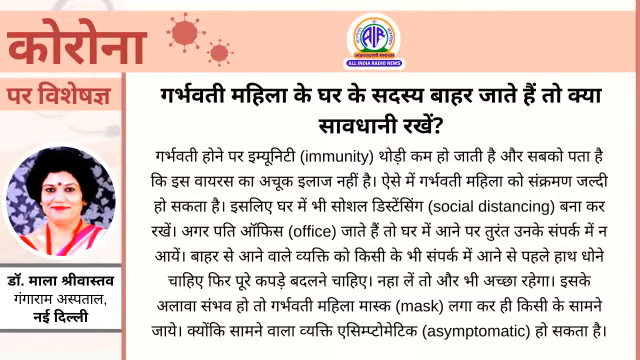 कोरोना
पर विशेषज्ञ
AIR
ALL INDIA RADIO NEWS
गर्भवती महिला के घर के सदस्य बाहर जाते हैं तो क्या
सावधानी रखें?
गर्भवती होने पर इम्यूनिटी (immunity) थोड़ी कम हो जाती है और सबको पता है
कि इस वायरस का अचूक इलाज नहीं है। ऐसे में गर्भवती महिला को संक्रमण जल्दी
हो सकता है। इसलिए घर में भी सोशल डिस्टेंसिंग (social distancing) बना कर
रखें। अगर पति ऑफिस (office) जाते हैं तो घर में आने पर तुरंत उनके संपर्क में न
आयें। बाहर से आने वाले व्यक्ति को किसी के भी संपर्क में आने से पहले हाथ धोने
चाहिए फिर पूरे कपड़े बदलने चाहिए। नहा लें तो और भी अच्छा रहेगा। इसके
अलावा संभव हो तो गर्भवती महिला मास्क (mask) लगा कर ही किसी के सामने
जाये। क्योंकि सामने वाला व्यक्ति एसिम्प्टोमेटिक (asymptomatic) हो सकता है।
डॉ. माला श्रीवास्तव
गंगाराम अस्पताल,
नई दिल्ली